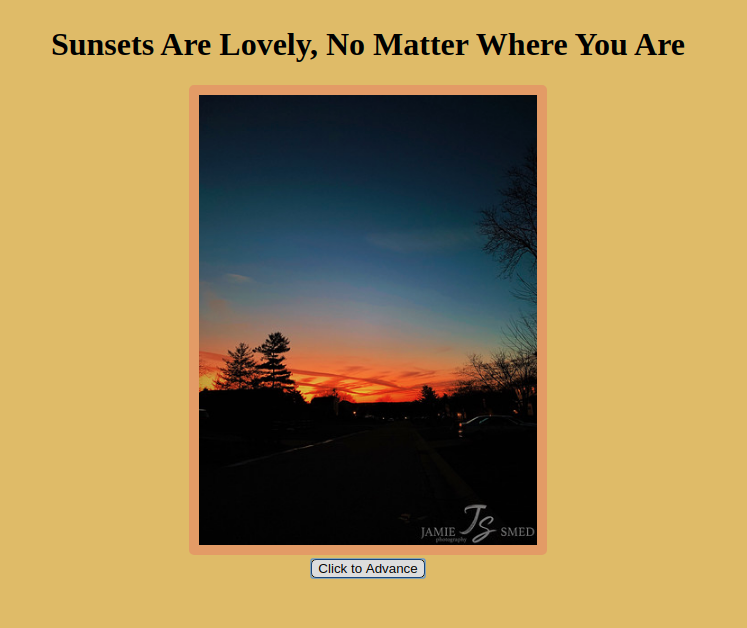 Sunsets Are Lovely, No Matter Where You Are
JAMIE JS SMED
photography
Click to Advance